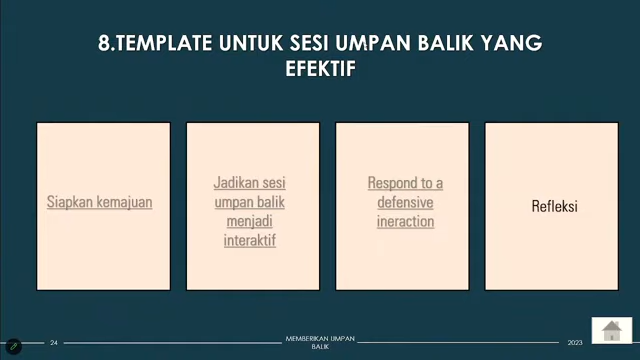 8.TEMPLATE UNTUK SESI UMPAN BALIK YANG
EFEKTIF
Siapkan kemajuan
Jadikan sesi
umpan balik
menjadi
interaktif
Respond to a
defensive
ineraction
Refleksi
24
MEMBERIKAN UMPAN
BALIK
2023